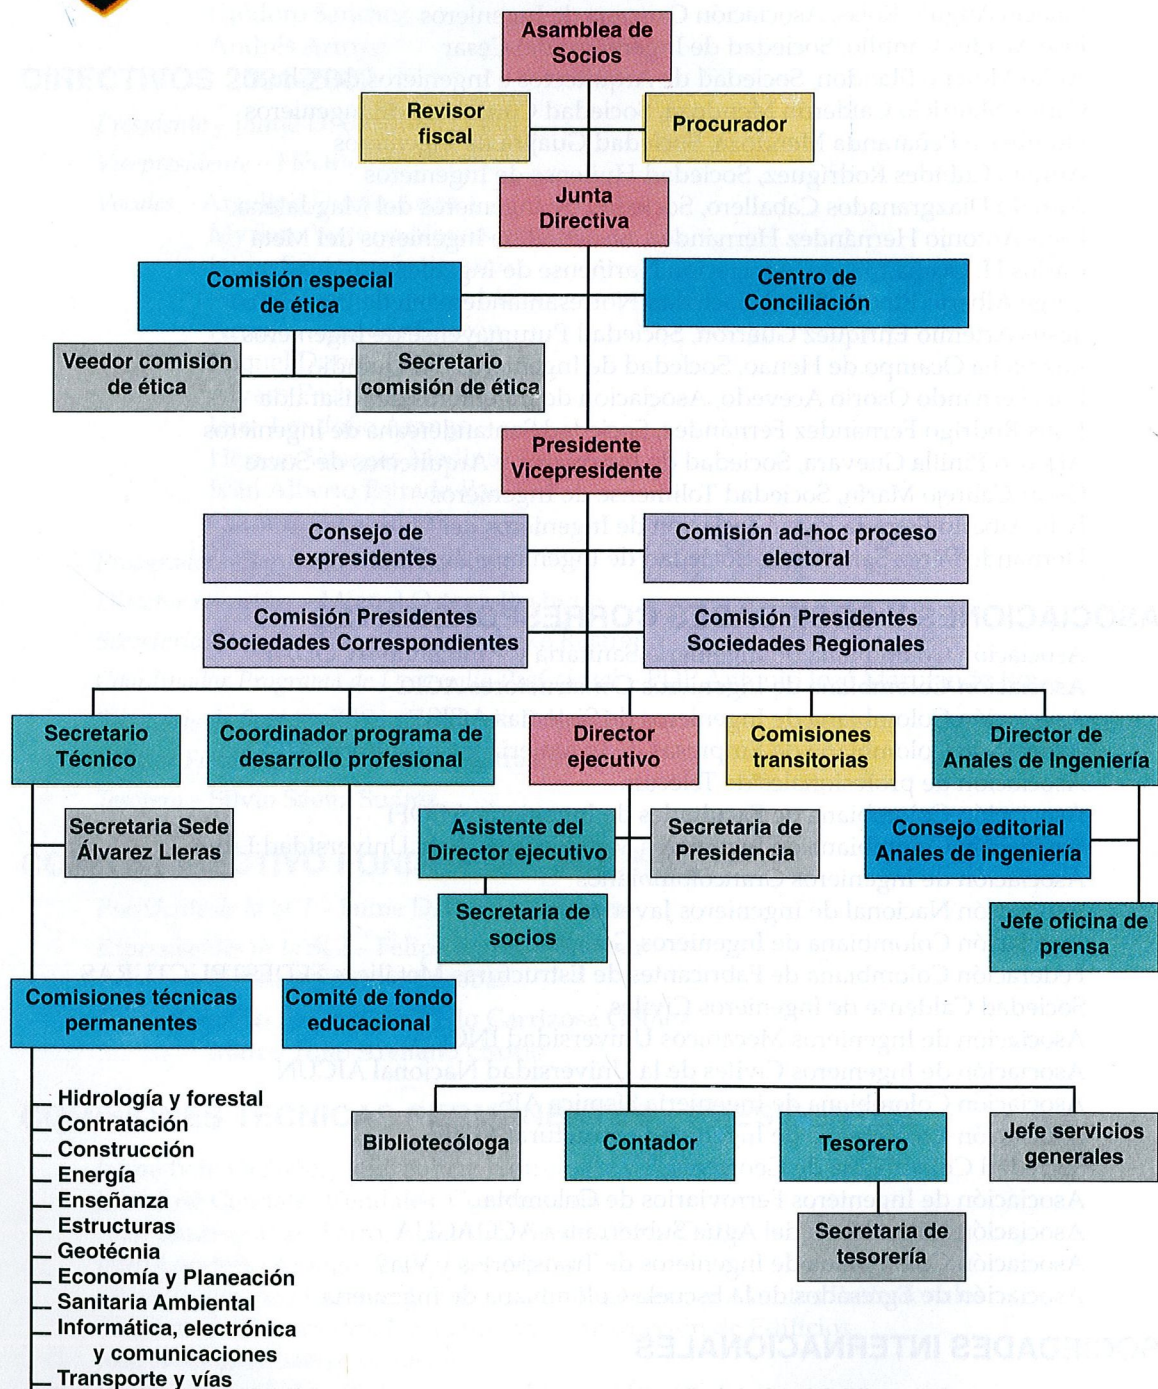 Asamblea de
Socios
Revisor
fiscal
Procurador
Junta
Directiva
Comisión especial
de ética
Centro de
Conciliación
Veedor comisión
de ética
Secretario
comisión de ética
Presidente
Vicepresidente
Consejo de
expresidentes
Comisión ad-hoc proceso
electoral
Comisión Presidentes
Sociedades Correspondientes
Comisión Presidentes
Sociedades Regionales
Secretario
Técnico
Coordinador programa de
desarrollo profesional
Director
ejecutivo
Comisiones
transitorias
Director de
Anales de Ingeniería
Secretaria Sede
Álvarez Lleras
Asistente del
Director ejecutivo
Secretaria de
Presidencia
Consejo editorial
Anales de ingeniería
Secretaria de
socios
Jefe oficina de
prensa
Comisiones técnicas
permanentes
Comité de fondo
educacional
Hidrología y forestal
Contratación
Construcción
Energía
Enseñanza
Estructuras
Geotécnia
Economía y Planeación
Sanitaria Ambiental
Informática, electrónica
y comunicaciones
Transporte y vías
Bibliotecóloga
Contador
Tesorero
Jefe servicios
generales
Secretaria de
tesorería